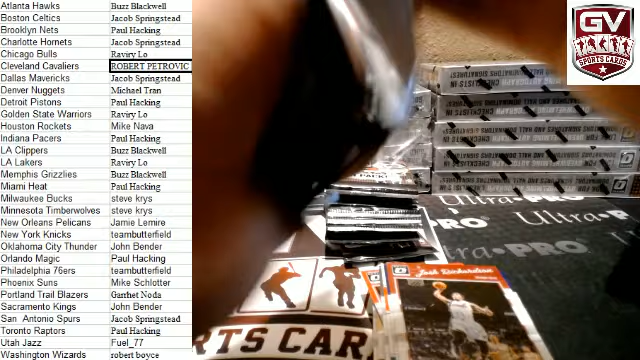 Atlanta Hawks Buzz Blackwell
Boston Celtics Jacob Springstead
Brooklyn Nets Paul Hacking
Charlotte Hornets Jacob Springstead
Chicago Bulls Raviry Lo
Cleveland Cavaliers ROBERT PETROVIC
Dallas Mavericks Jacob Springstead
Denver Nuggets Michael Tran
Detroit Pistons Paul Hacking
Golden State Warriors Raviry Lo
Houston Rockets Mike Nava
Indiana Pacers Paul Hacking
LA Clippers Buzz Blackwell
LA Lakers Raviry Lo
Memphis Grizzlies Buzz Blackwell
Miami Heat Paul Hacking
Milwaukee Bucks steve krys
Minnesota Timberwolves steve krys
New Orleans Pelicans Jamie Lemire
New York Knicks teambutterfield
Oklahoma City Thunder John Bender
Orlando Magic Paul Hacking
Philadelphia 76ers teambutterfield
Phoenix Suns Mike Schlotter
Portland Trail Blazers Garrhet Noda
Sacramento Kings John Bender
San Antonio Spurs Jacob Springstead
Toronto Raptors Paul Hacking
Utah Jazz Fuel_77
Washington Wizards robert boyce
GV
SPORTS CARDS
Ultra PRO
Ultra PRO
Josh Richardson
RTS CAR